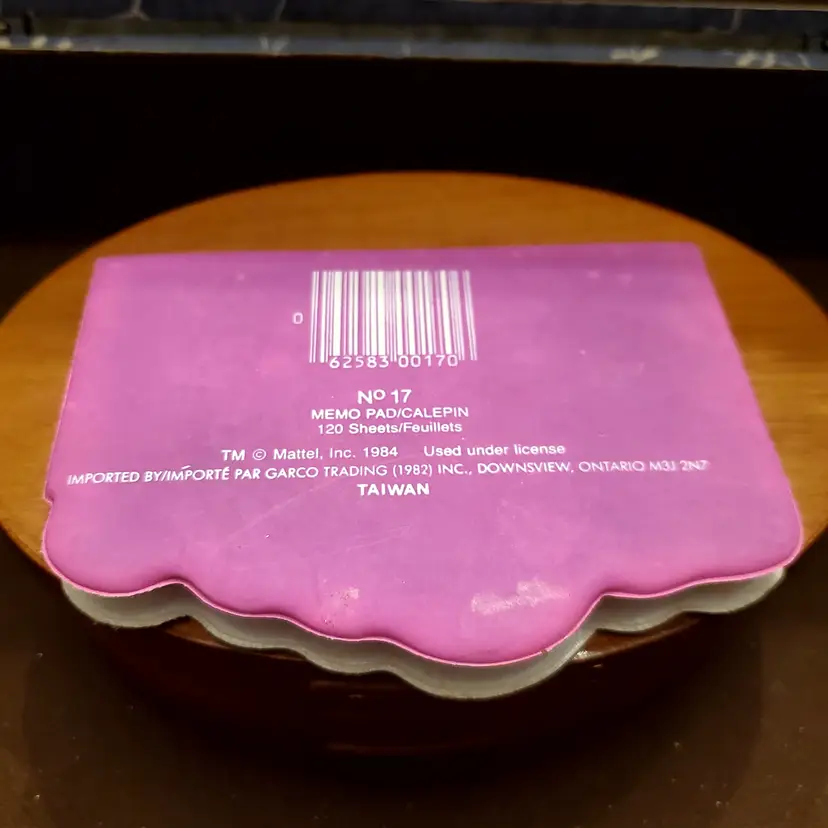 0
62583 00170
Nº 17
MEMO PAD/CALEPIN
120 Sheets/Feuillets
TM © Mattel, Inc. 1984 Used under license
IMPORTED BY/IMPORTÉ PAR GARCO TRADING (1982) INC., DOWNSVIEW, ONTARIO M3J 2N7
TAIWAN